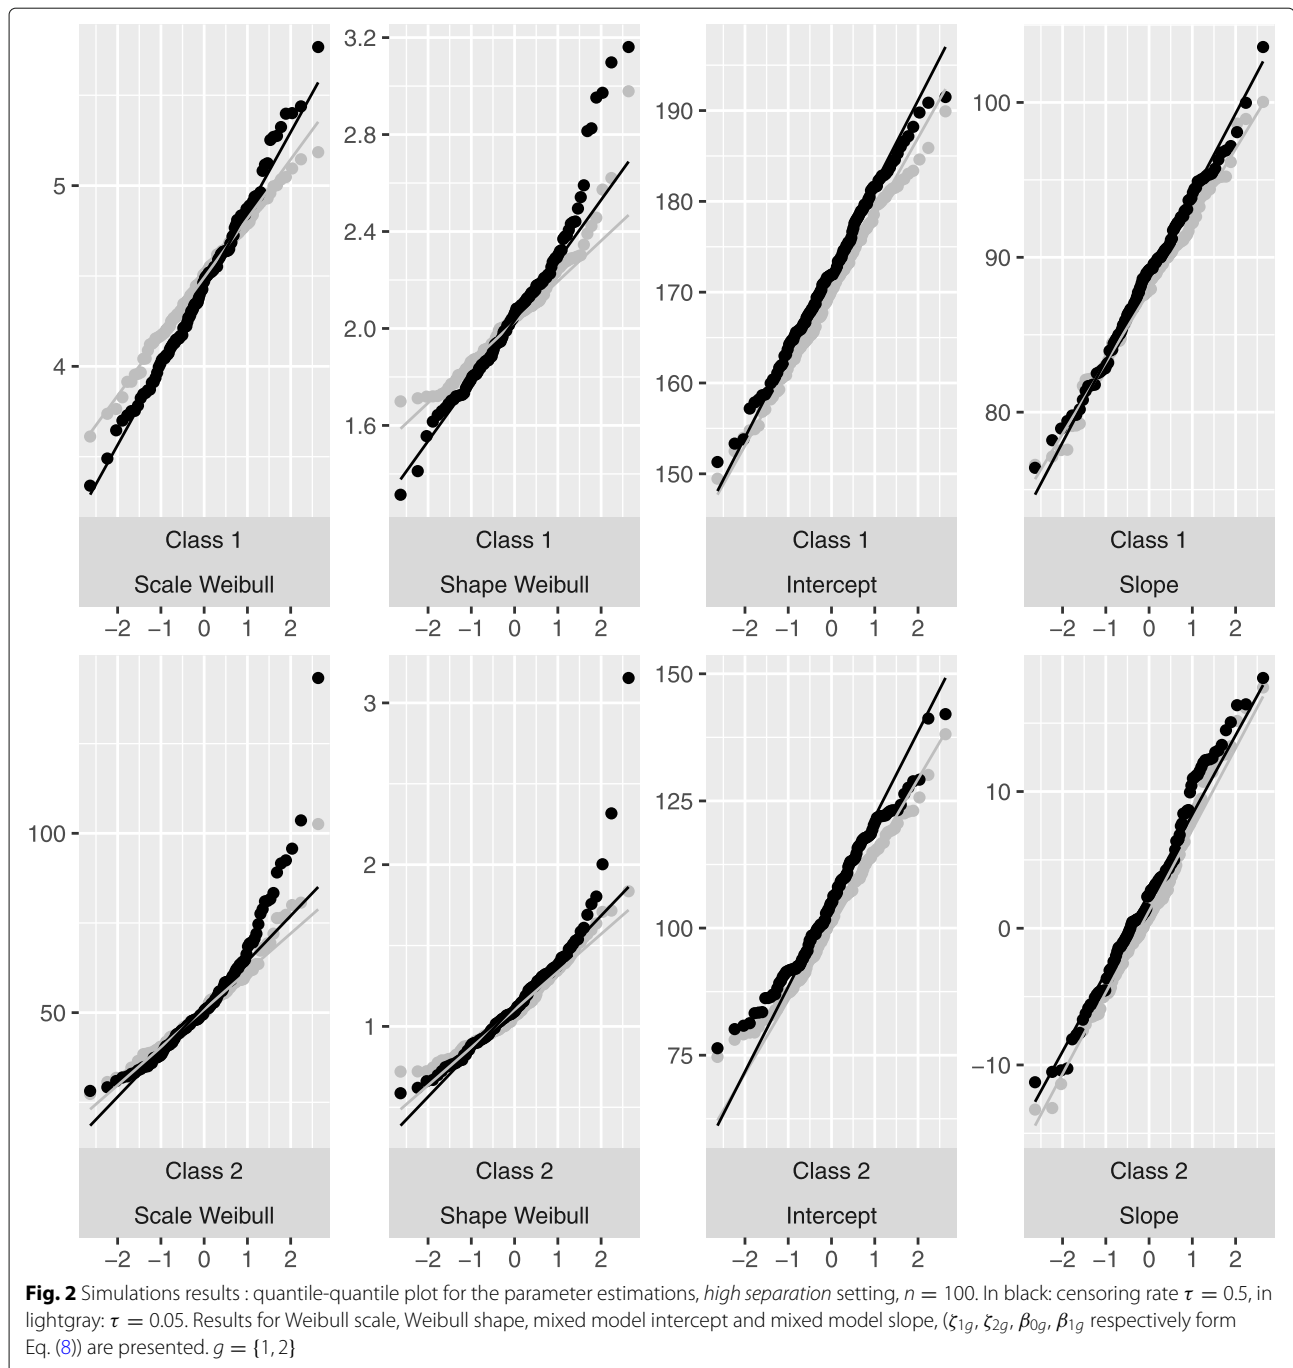 5
4
3.2
2.8
2.4
2.0
1.6
190
180
170
160
150
100
90
80
Class 1
Class 1
Class 1
Class 1
Scale Weibull
Shape Weibull
Intercept
Slope
−2 −1 0 1 2
−2 −1 0 1 2
−2 −1 0 1 2
−2 −1 0 1 2
100
50
3
2
1
150
125
100
75
10
0
−10
Class 2
Class 2
Class 2
Class 2
Scale Weibull
Shape Weibull
Intercept
Slope
−2 −1 0 1 2
−2 −1 0 1 2
−2 −1 0 1 2
−2 −1 0 1 2
Fig. 2 Simulations results : quantile-quantile plot for the parameter estimations, high separation setting, n = 100. In black: censoring rate τ = 0.5, in
lightgray: τ = 0.05. Results for Weibull scale, Weibull shape, mixed model intercept and mixed model slope, (ζ1g, ζ2g, β0g, β1g respectively form
Eq. (8)) are presented. g = {1, 2}